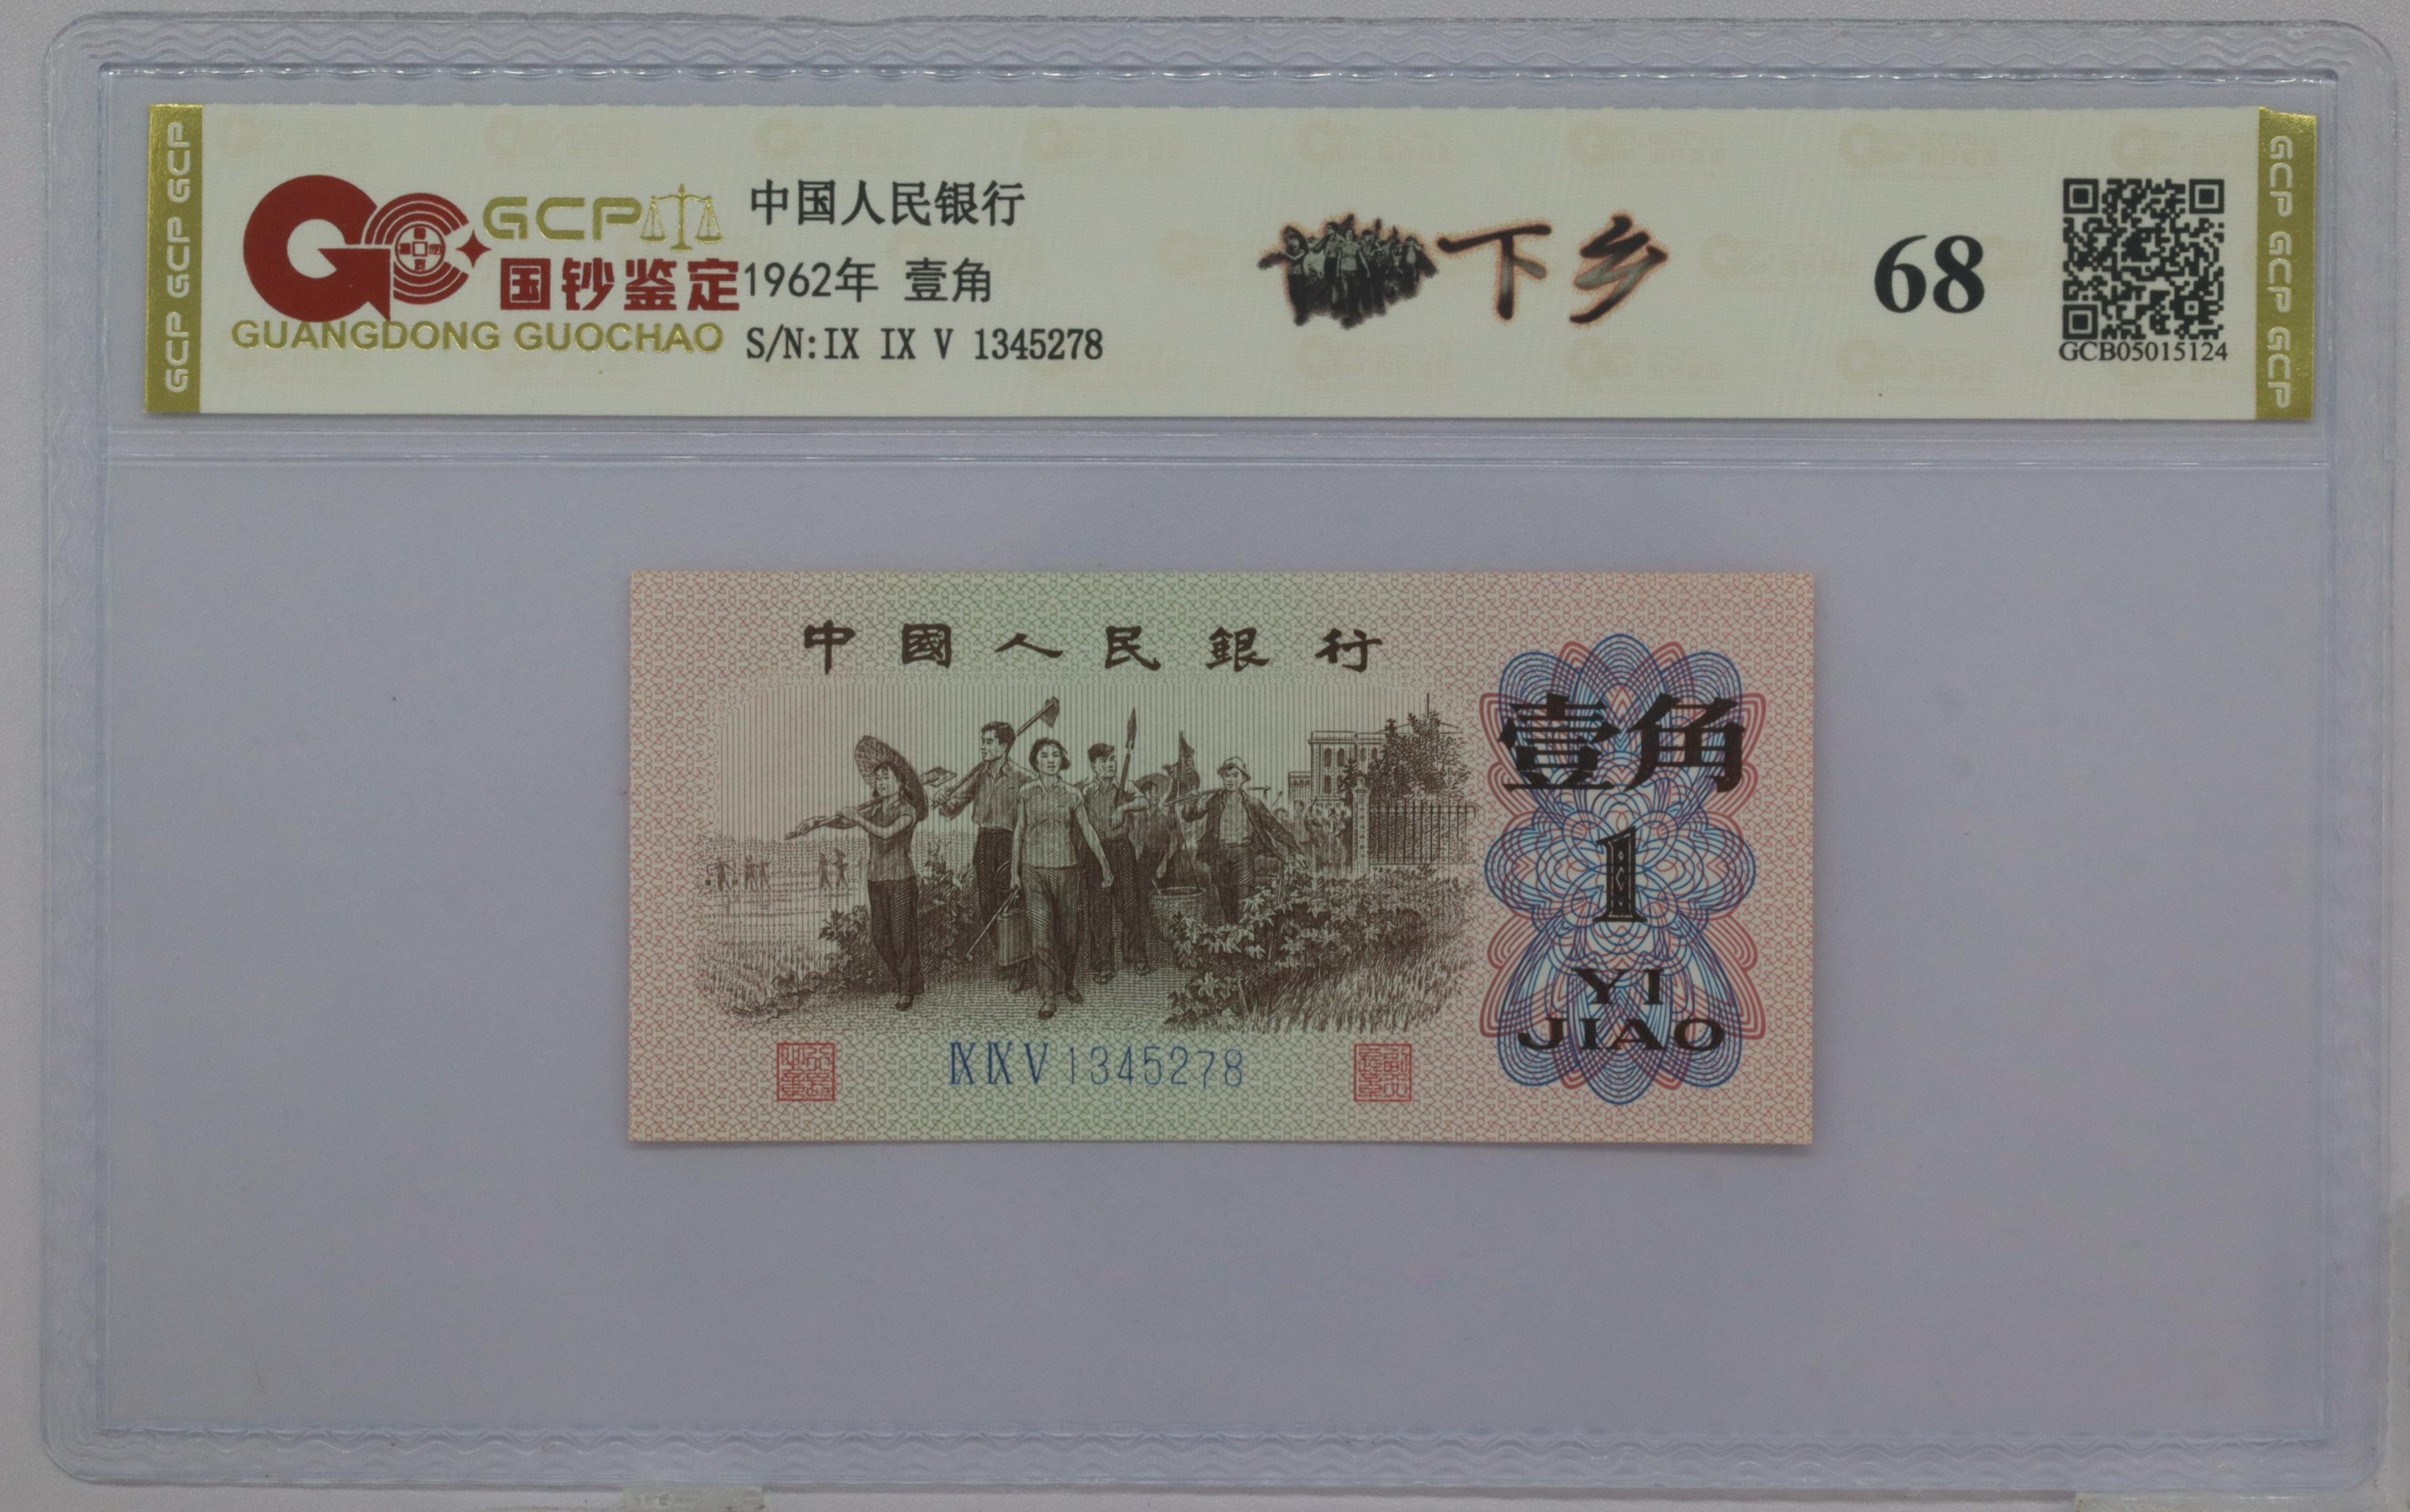 GCP GCP GCP
GCP
国钞鉴定
GUANGDONG GUOCHAO
中国人民银行
1962年 壹角
S/N:IX IX V 1345278
下乡
68
GCB05015124
GCP GCP GCP
中國人民銀行
壹角
1
YI
JIAO
IX IX V 1345278